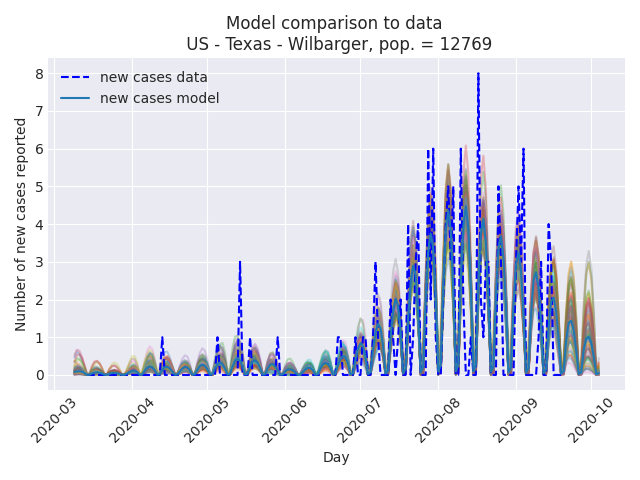 Model comparison to data
US - Texas - Wilbarger, pop. = 12769
new cases data
new cases model
Number of new cases reported
8
7
6
5
4
3
2
1
0
2020-03
2020-04
2020-05
2020-06
2020-07
2020-08
2020-09
2020-10
Day